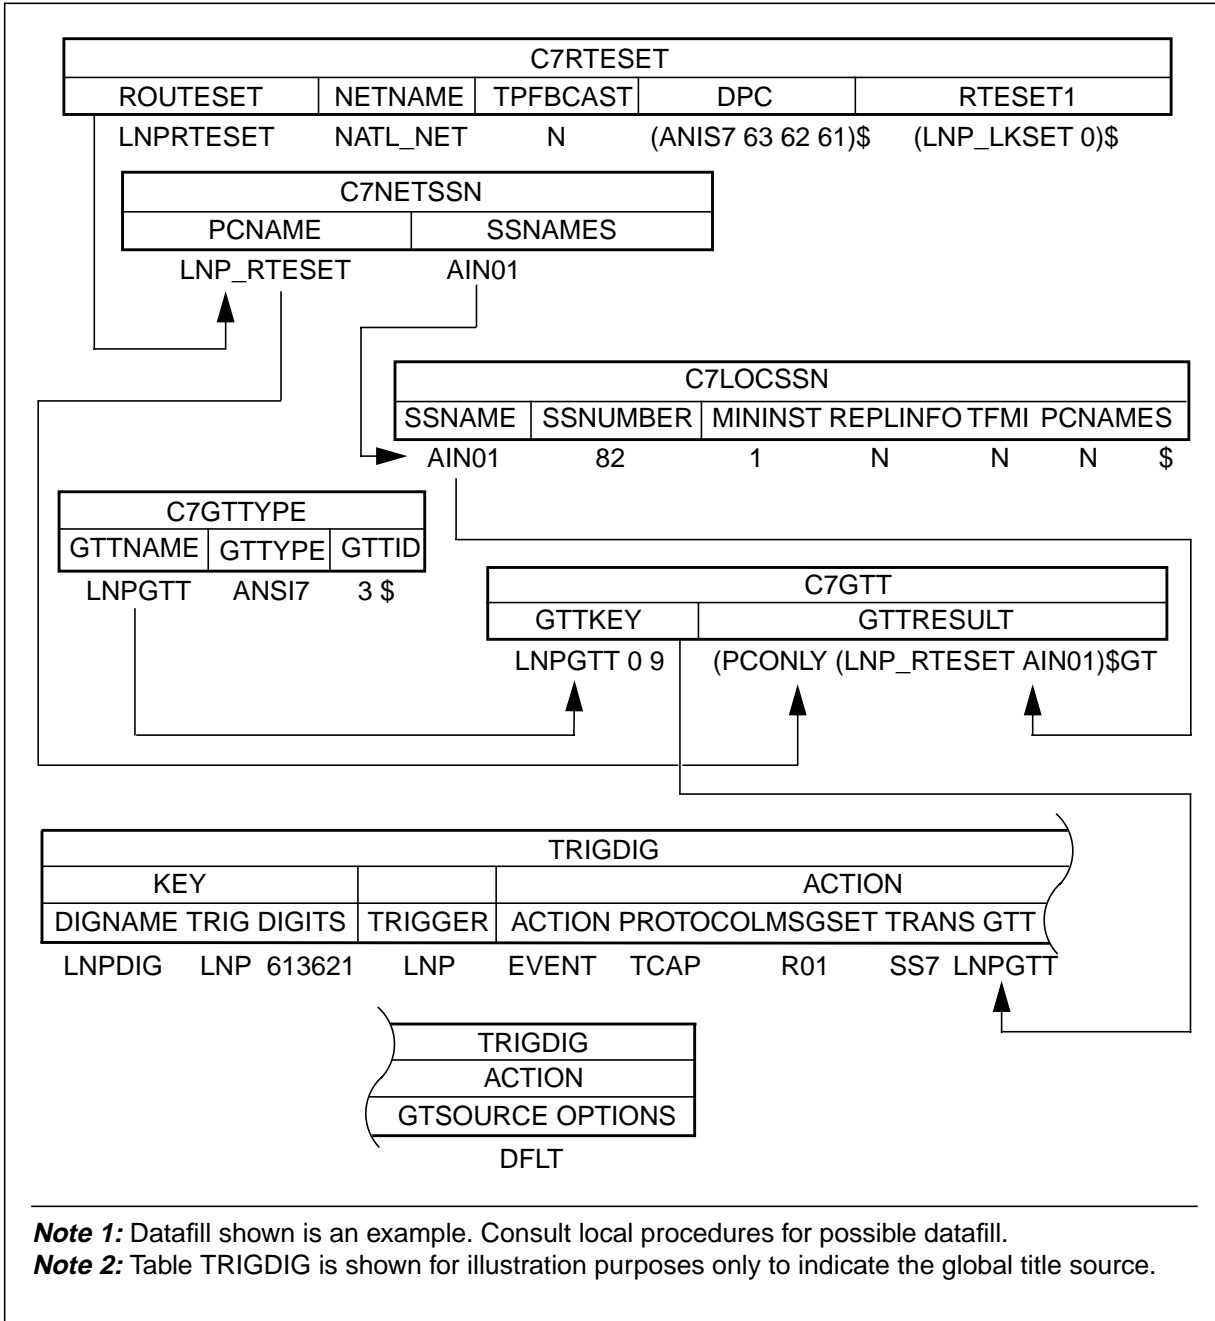 C7RTESET
ROUTESET NETNAME TPFBCAST DPC RTESET1
LNPRTESET NATL_NET N (ANIS7 63 62 61)$ (LNP_LKSET 0)$
C7NETSSN
PCNAME SSNAMES
LNP_RTESET AIN01
C7LOCSSN
SSNAME SSNUMBER MININST REPLINFO TFMI PCNAMES
AIN01 82 1 N N N $
C7GTTYPE
GTTNAME GTTYPE GTTID
LNPGTT ANSI7 3 $
C7GTT
GTTKEY GTTRESULT
LNPGTT 0 9 (PCONLY (LNP_RTESET AIN01)$GT
TRIGDIG
KEY ACTION
DIGNAME TRIG DIGITS TRIGGER ACTION PROTOCOLMSGSET TRANS GTT
LNPDIG LNP 613621 LNP EVENT TCAP R01 SS7 LNPGTT
TRIGDIG
ACTION
GTSOURCE OPTIONS
DFLT
Note 1: Datafill shown is an example. Consult local procedures for possible datafill.
Note 2: Table TRIGDIG is shown for illustration purposes only to indicate the global title source.